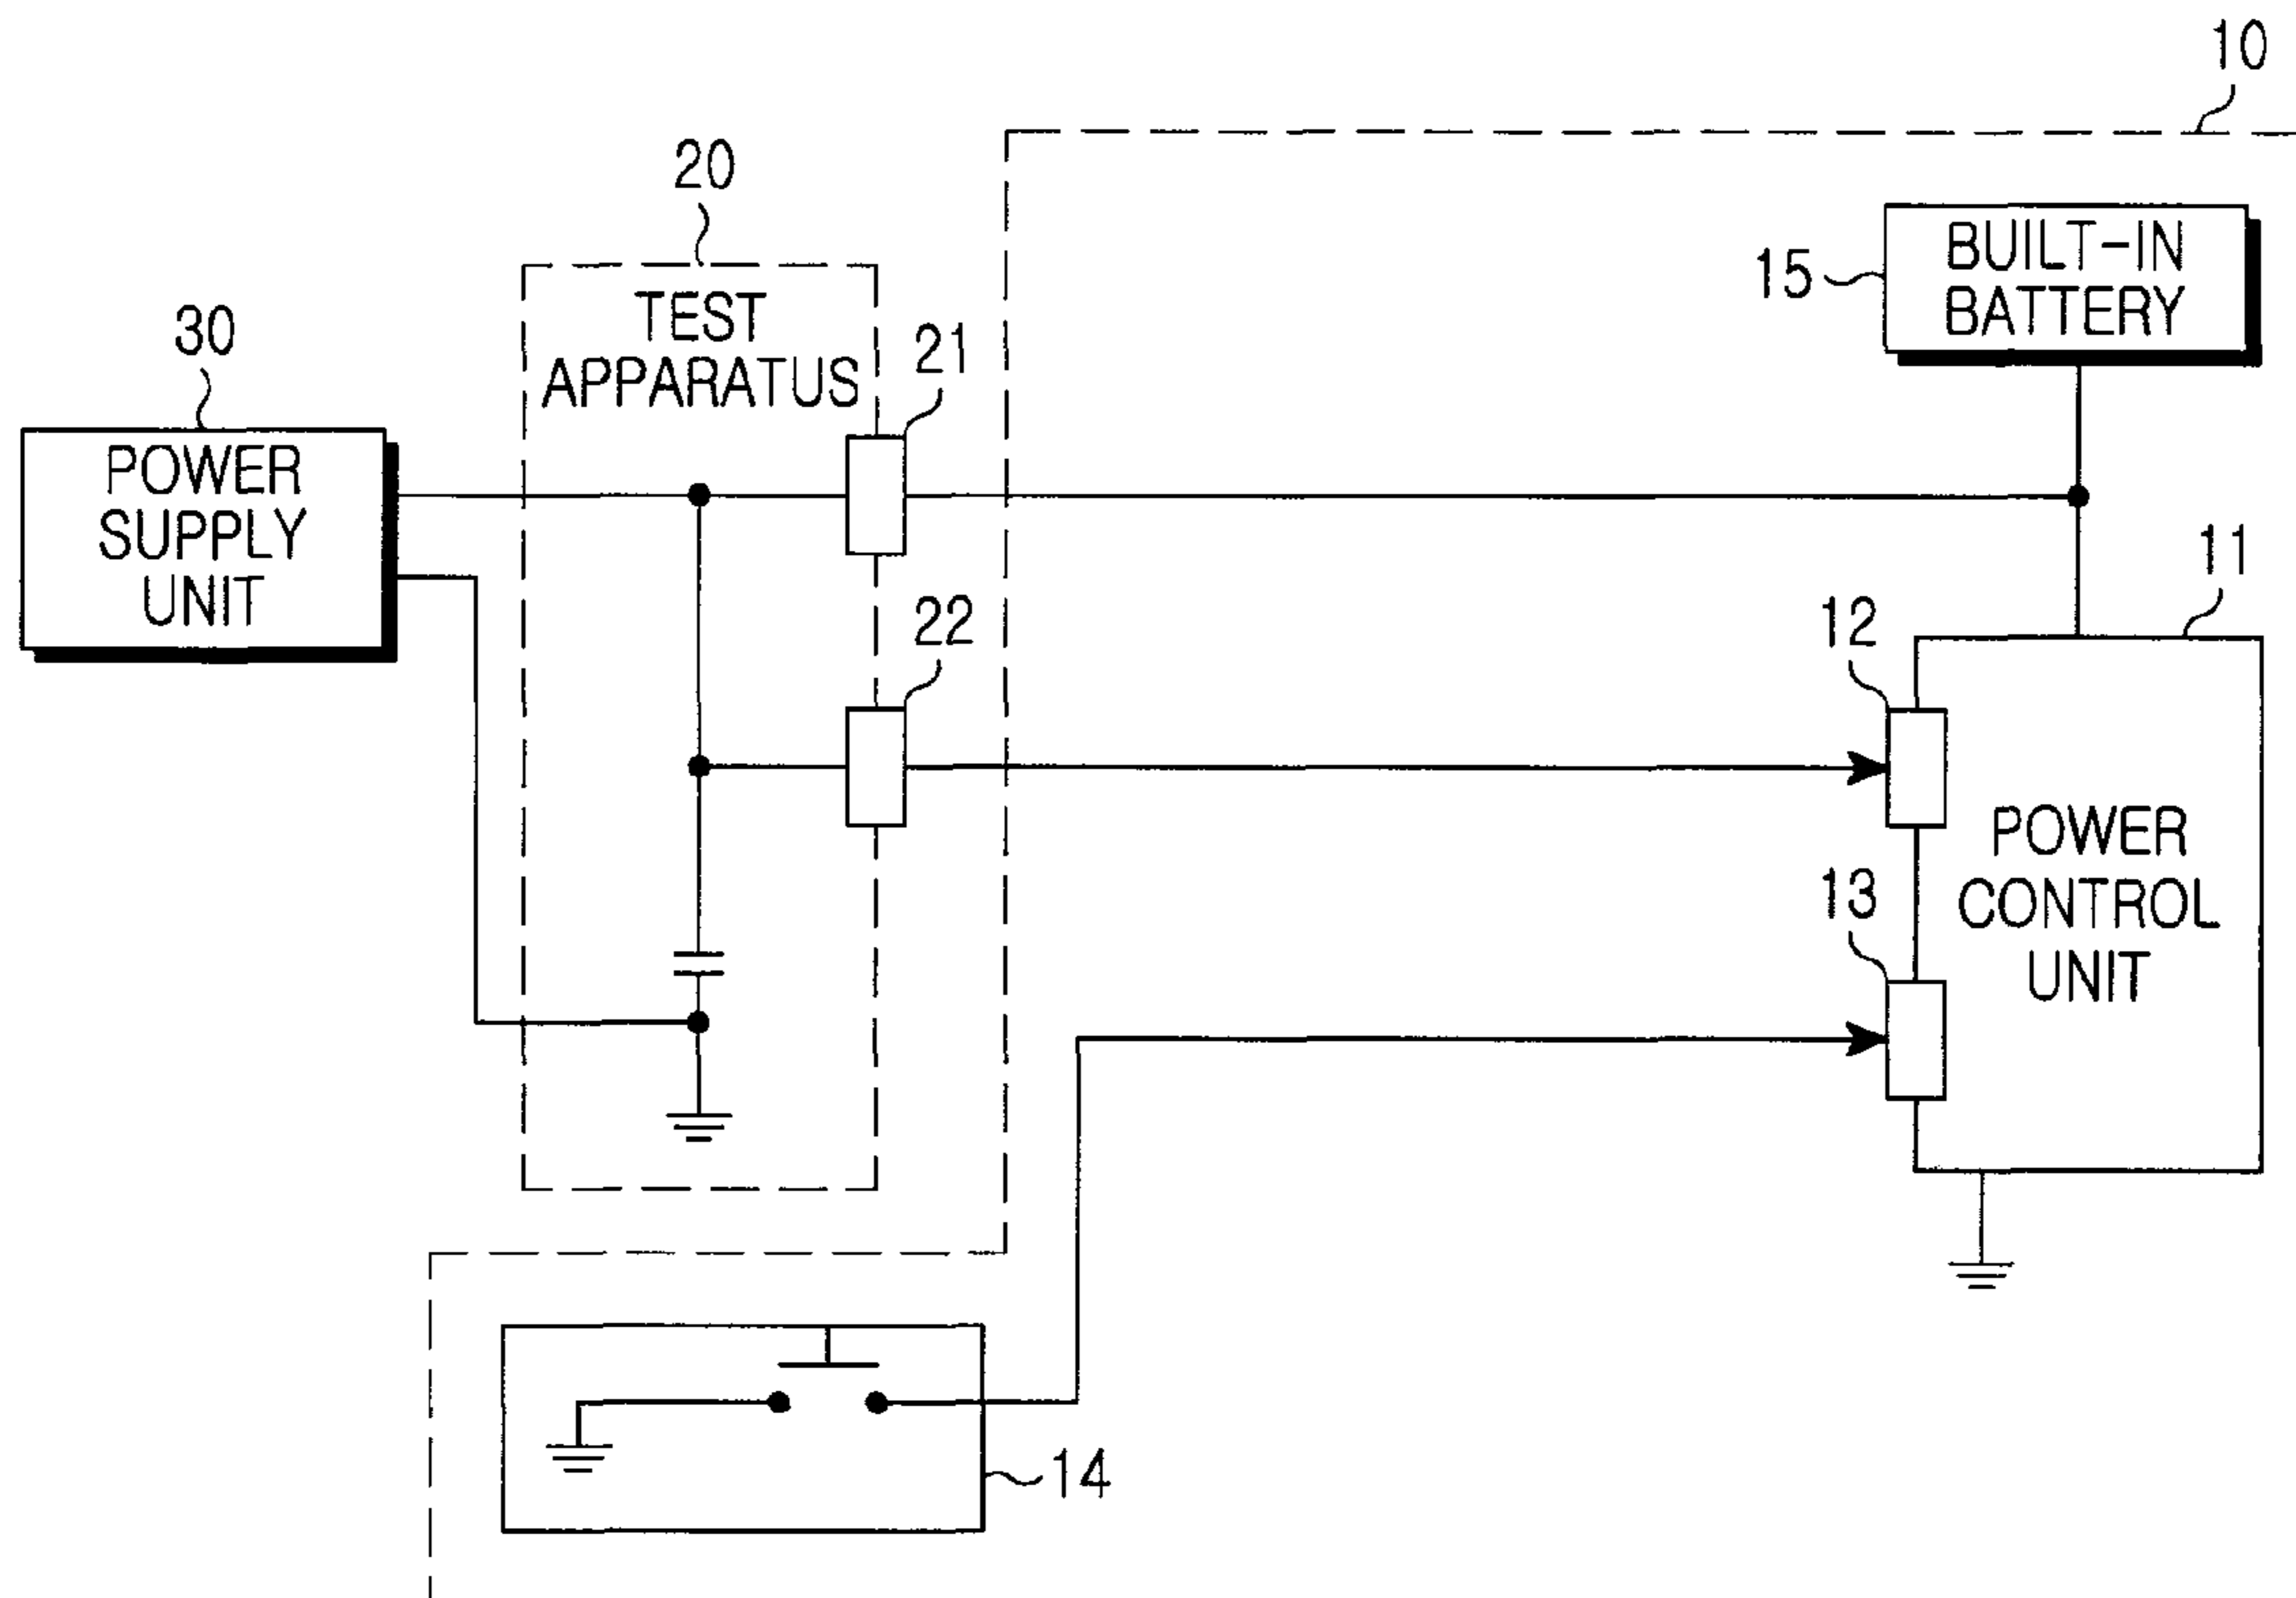 10
20
TEST
APPARATUS
30
POWER
SUPPLY
UNIT
21
22
15
BUILT-IN
BATTERY
11
12
13
POWER
CONTROL
UNIT
14